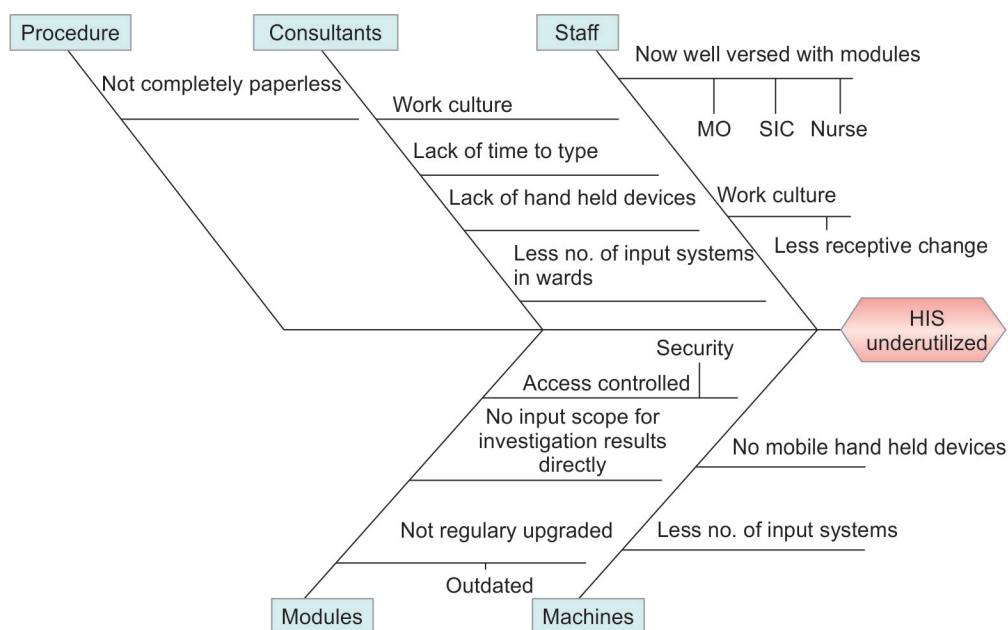 Procedure
Consultants
Staff
Not completely paperless
Work culture
Lack of time to type
Lack of hand held devices
Less no. of input systems
in wards
Now well versed with modules
MO
SIC
Nurse
Work culture
Less receptive change
HIS
underutilized
Security
Access controlled
No input scope for
investigation results
directly
Not regulary upgraded
Outdated
No mobile hand held devices
Less no. of input systems
Modules
Machines